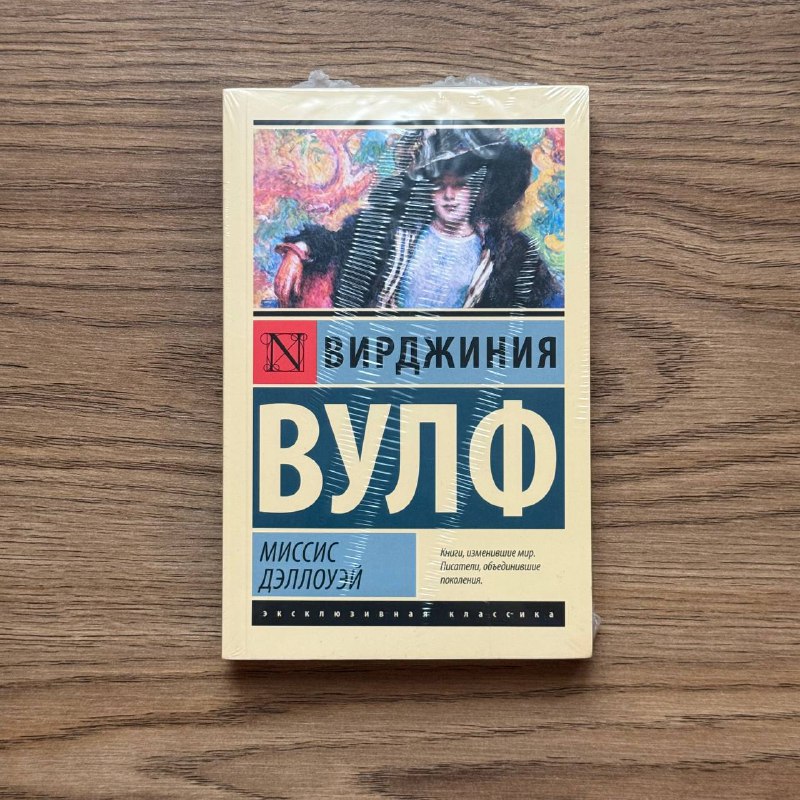 N ВИРДЖИНИЯ
ВУЛФ
МИССИС
ДЭЛЛОУЭЙ
Книги, изменившие мир.
Писатели, объединившие
поколения.
эксклюзивная классика